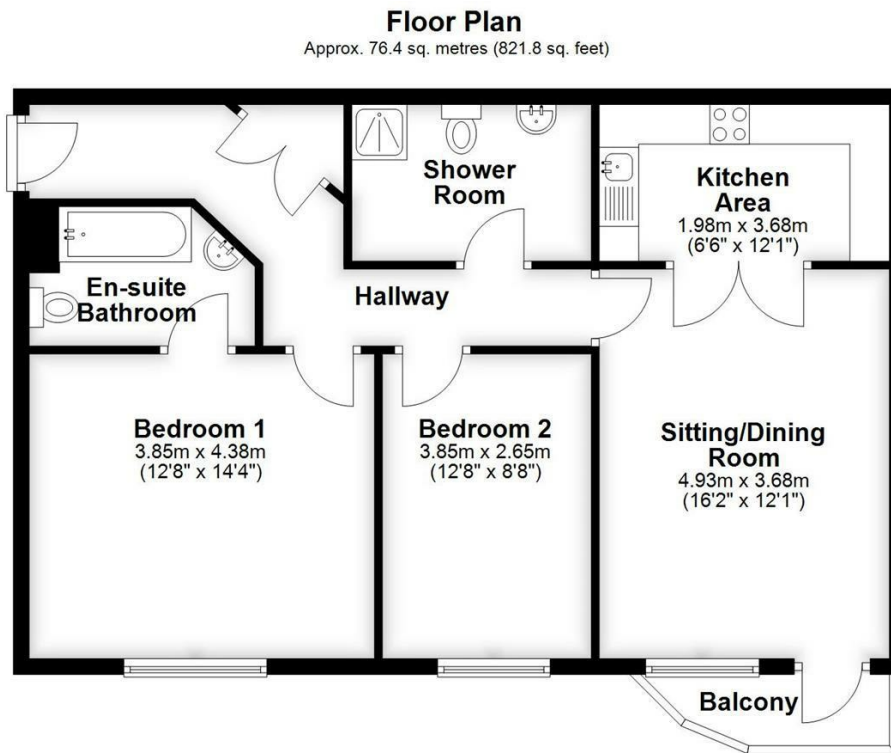 Floor Plan
Approx. 76.4 sq. metres (821.8 sq. feet)
Shower
Room
Kitchen
Area
1.98m x 3.68m
(6'6" x 12'1")
En-suite
Bathroom
Hallway
Bedroom 1
3.85m x 4.38m
(12'8" x 14'4")
Bedroom 2
3.85m x 2.65m
(12'8" x 8'8")
Sitting/Dining
Room
4.93m x 3.68m
(16'2" x 12'1")
Balcony